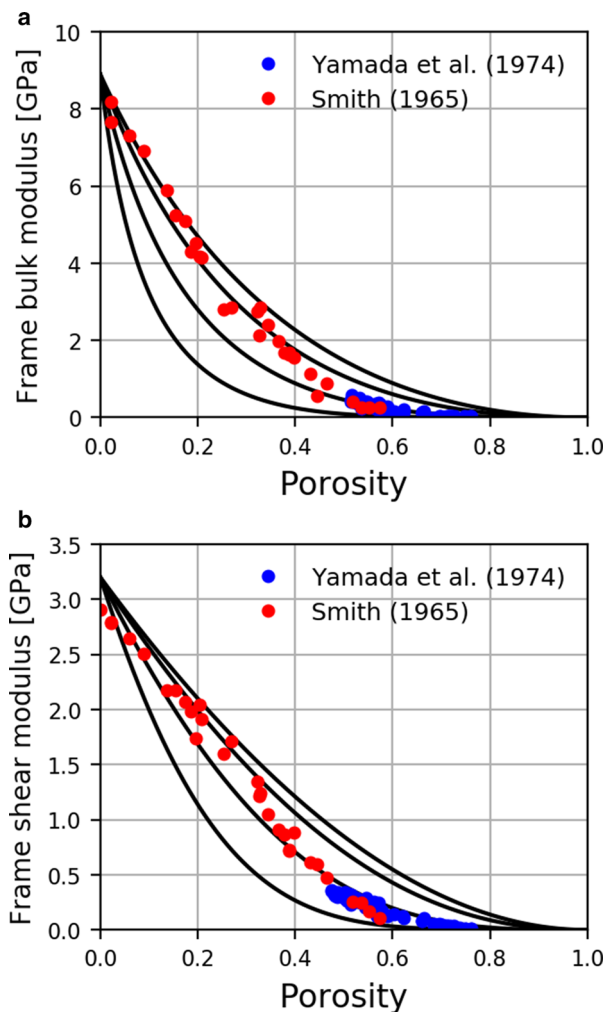 a
10
8
6
4
2
0
Frame bulk modulus [GPa]
Yamada et al. (1974)
Smith (1965)
0.0 0.2 0.4 0.6 0.8 1.0
Porosity
b
3.5
3.0
2.5
2.0
1.5
1.0
0.5
0.0
Frame shear modulus [GPa]
Yamada et al. (1974)
Smith (1965)
0.0 0.2 0.4 0.6 0.8 1.0
Porosity